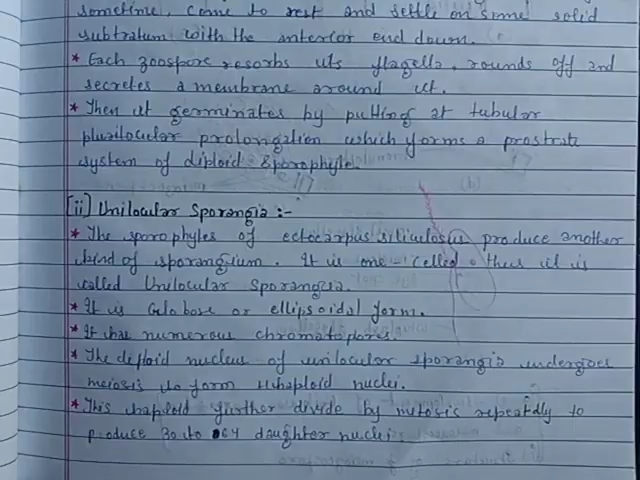 sometime, come to rest and settle on some solid
substratum with the anterior end down.
* Each zoospore resorbs its flagella, rounds off and
secretes a membrane around it.
* Then it germinates by putting at tubular
plurilocular prolongation which forms a prostrate
system of diploid sporophyte.
[ii] Unilocular Sporangia :-
* The sporophytes of ectocarpus siliculosus produce another
kind of sporangium. It is one-celled. thus it is
called Unilocular Sporangia.
* It is Globose or ellipsoidal form.
* It has numerous chromatophores.
* The diploid nucleus of unilocular sporangia undergoes
meiosis to form 4 haploid nuclei.
* This haploid further divide by mitosis repeatdly to
produce 30 to 64 daughter nuclei.